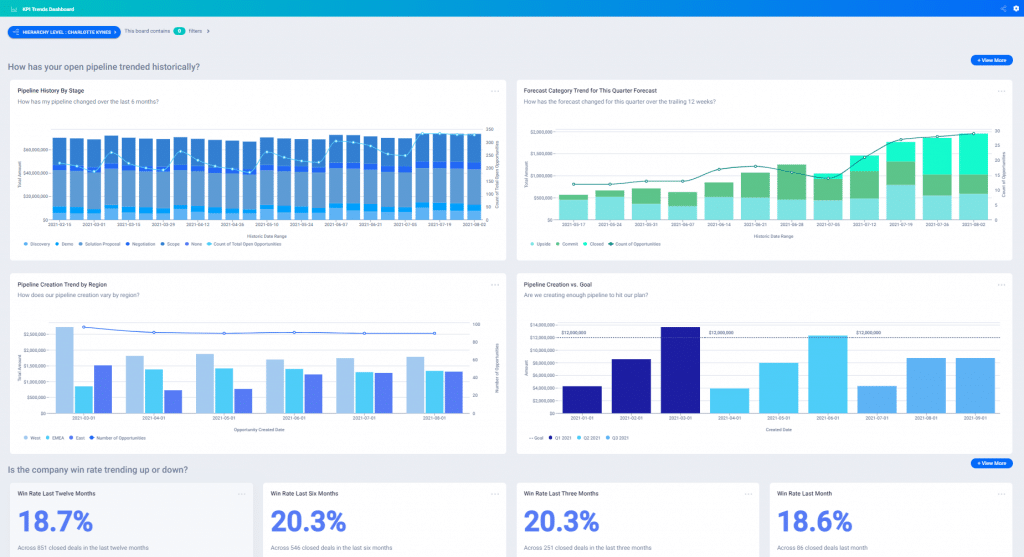 KPI Trends Dashboard
HIERARCHY LEVEL : CHARLOTTE KYNES
This board contains 0 filters
How has your open pipeline trended historically?
+ View More
Pipeline History By Stage
How has my pipeline changed over the last 6 months?
Total Amount
$60,000,000
$40,000,000
$20,000,000
$0
350
300
250
200
150
100
50
0
Count of Total Open Opportunities
2021-02-15
2021-03-01
2021-03-15
2021-03-29
2021-04-12
2021-04-26
2021-05-10
2021-05-24
2021-06-07
2021-06-21
2021-07-05
2021-07-19
2021-08-02
Historic Date Range
Discovery
Demo
Solution-Proposal
Negotiation
Scope
None
Count of Total Open Opportunities
Forecast Category Trend for This Quarter Forecast
How has the forecast changed for this quarter over the trailing 12 weeks?
Total Amount
$2,000,000
$1,500,000
$1,000,000
$500,000
$0
30
25
20
15
10
5
0
Count of Opportunities
2021-05-17
2021-05-24
2021-05-31
2021-06-07
2021-06-14
2021-06-21
2021-06-28
2021-07-05
2021-07-12
2021-07-19
2021-07-26
2021-08-02
Historic Date Range
Upside
Commit
Closed
Count of Opportunities
Pipeline Creation Trend by Region
How does our pipeline creation vary by region?
Total Amount
$2,500,000
$2,000,000
$1,500,000
$1,000,000
$500,000
$0
100
80
60
40
20
0
Number of Opportunities
2021-03-01
2021-04-01
2021-05-01
2021-06-01
2021-07-01
2021-08-01
Opportunity Created Date
West
EMEA
East
Number of Opportunities
Pipeline Creation vs. Goal
Are we creating enough pipeline to hit our plan?
Amount
$14,000,000
$12,000,000
$10,000,000
$8,000,000
$6,000,000
$4,000,000
$2,000,000
$0
$12,000,000
$12,000,000
$12,000,000
2021-01-01
2021-02-01
2021-03-01
2021-04-01
2021-05-01
2021-06-01
2021-07-01
2021-08-01
2021-09-01
Created Date
Goal
Q1 2021
Q2 2021
Q3 2021
Is the company win rate trending up or down?
+ View More
Win Rate Last Twelve Months
18.7%
Across 851 closed deals in the last twelve months
Win Rate Last Six Months
20.3%
Across 546 closed deals in the last six months
Win Rate Last Three Months
20.3%
Across 251 closed deals in the last three months
Win Rate Last Month
18.6%
Across 86 closed deals last month